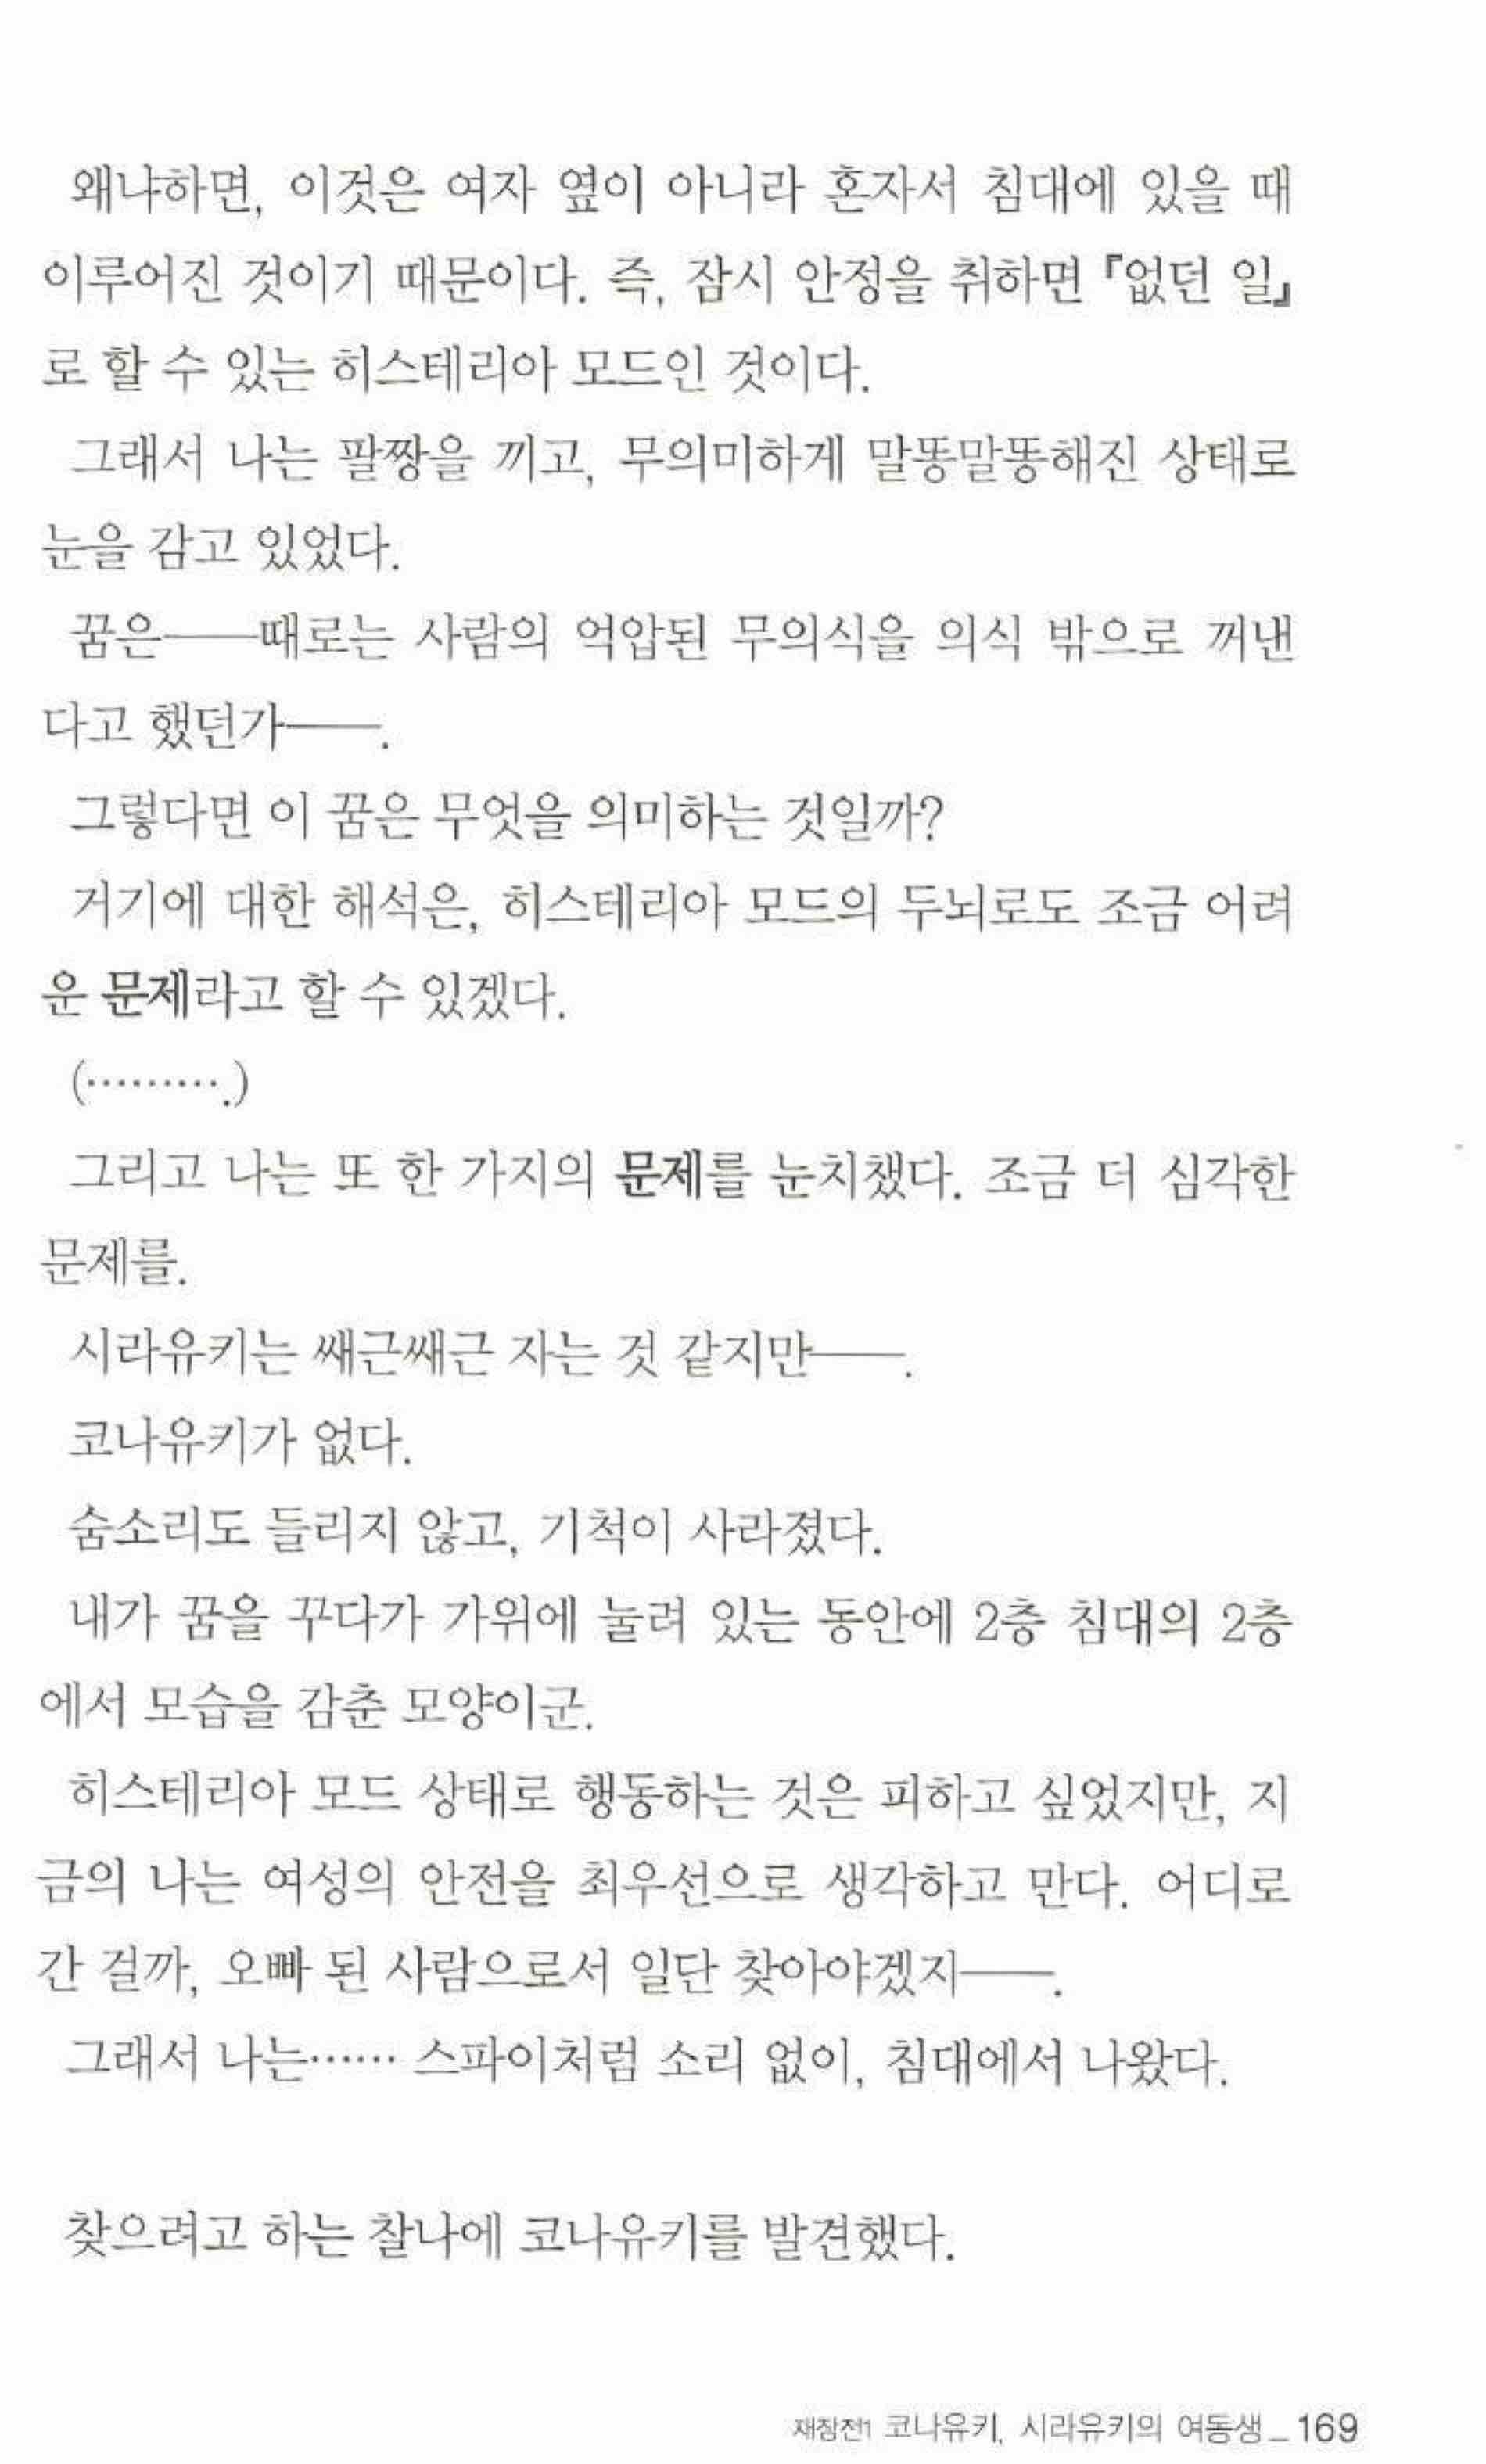 왜냐하면, 이것은 여자 옆이 아니라 혼자서 침대에 있을 때
이루어진 것이기 때문이다. 즉, 잠시 안정을 취하면 『없던 일』
로 할 수 있는 히스테리아 모드인 것이다.
그래서 나는 팔짱을 끼고, 무의미하게 말똥말똥해진 상태로
눈을 감고 있었다.
꿈은──때로는 사람의 억압된 무의식을 의식 밖으로 꺼낸
다고 했던가──.
그렇다면 이 꿈은 무엇을 의미하는 것일까?
거기에 대한 해석은, 히스테리아 모드의 두뇌로도 조금 어려
운 문제라고 할 수 있겠다.
(……….)
그리고 나는 또 한 가지의 문제를 눈치챘다. 조금 더 심각한
문제를.
시라유키는 쌔근쌔근 자는 것 같지만──.
코나유키가 없다.
숨소리도 들리지 않고, 기척이 사라졌다.
내가 꿈을 꾸다가 가위에 눌려 있는 동안에 2층 침대의 2층
에서 모습을 감춘 모양이군.
히스테리아 모드 상태로 행동하는 것은 피하고 싶었지만, 지
금의 나는 여성의 안전을 최우선으로 생각하고 만다. 어디로
간 걸까, 오빠 된 사람으로서 일단 찾아야겠지──.
그래서 나는…… 스파이처럼 소리 없이, 침대에서 나왔다.
찾으려고 하는 찰나에 코나유키를 발견했다.
재장전1 코나유키, 시라유키의 여동생_169